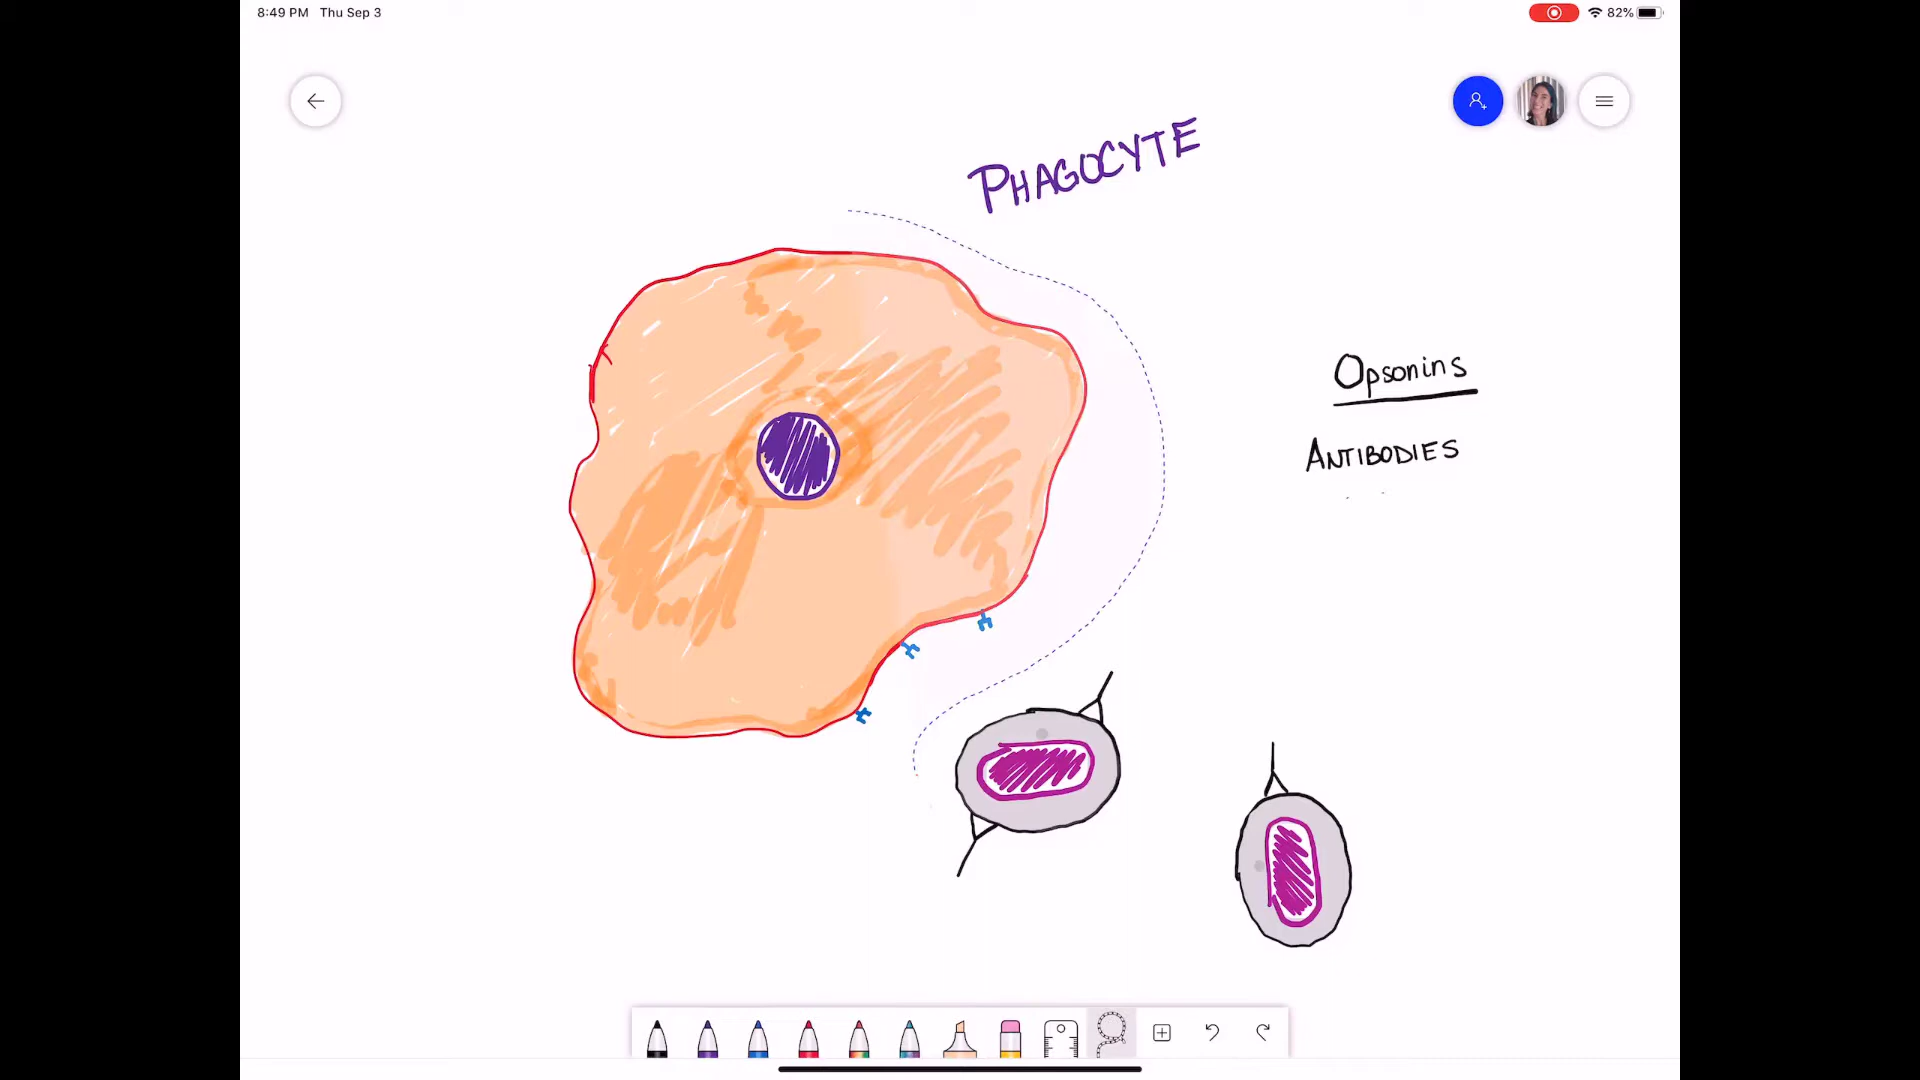 8:49 PM Thu Sep 3
82%
PHAGOCYTE
Opsonins
ANTIBODIES